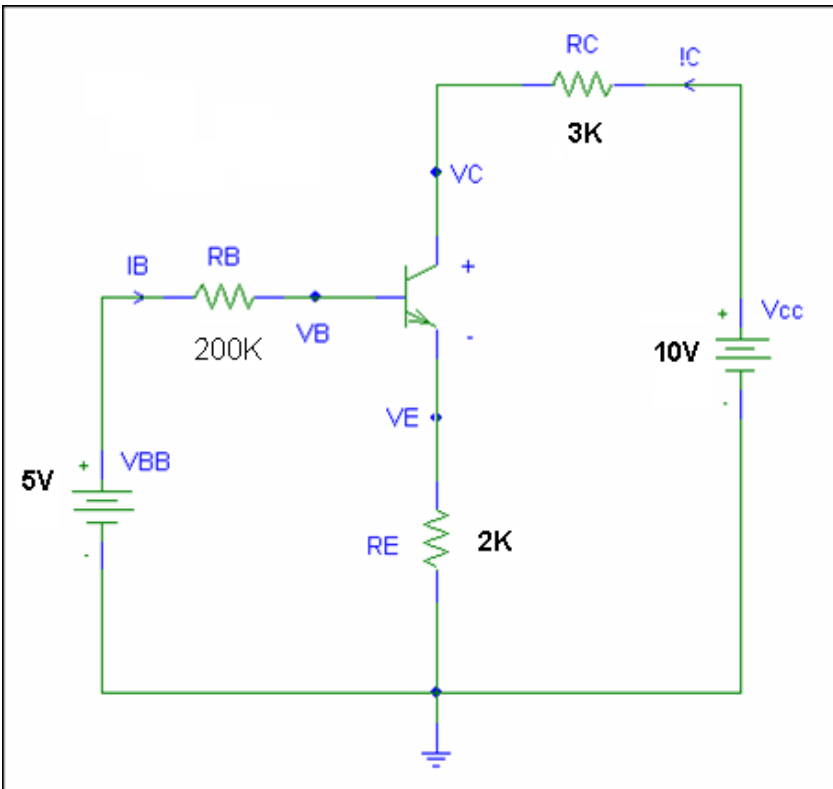 RC
!C
3K
VC
IB
RB
+
VB
200K
-
+
Vcc
10V
-
VE
+
VBB
5V
-
RE
2K